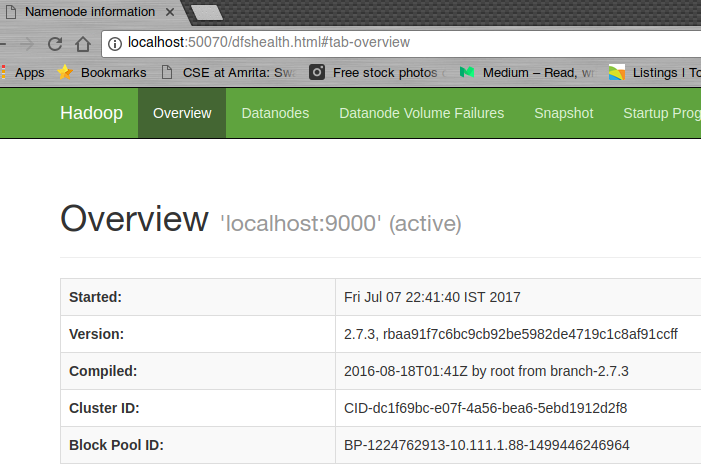 Namenode information
localhost:50070/dfshealth.html#tab-overview
Apps Bookmarks CSE at Amrita: Swa Free stock photos Medium – Read, wr Listings | To
Hadoop Overview Datanodes Datanode Volume Failures Snapshot Startup Prog
Overview 'localhost:9000' (active)
Started: Fri Jul 07 22:41:40 IST 2017
Version: 2.7.3, rbaa91f7c6bc9cb92be5982de4719c1c8af91ccff
Compiled: 2016-08-18T01:41Z by root from branch-2.7.3
Cluster ID: CID-dc1f69bc-e07f-4a56-bea6-5ebd1912d2f8
Block Pool ID: BP-1224762913-10.111.1.88-1499446246964